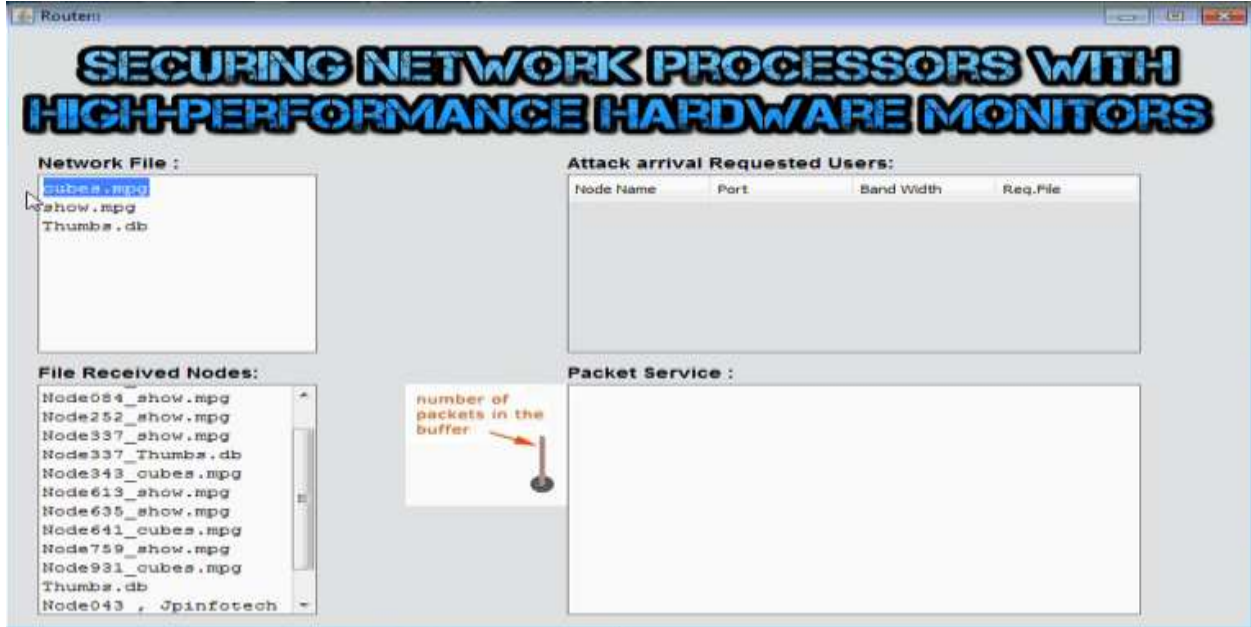 Router::
SECURING NETWORK PROCESSORS WITH
HIGH-PERFORMANCE HARDWARE MONITORS
Network File :
cubes.mpg
show.mpg
Thumbs.db
Attack arrival Requested Users:
Node Name Port Band Width Req.File
File Received Nodes:
Node084_show.mpg
Node252_show.mpg
Node337_show.mpg
Node337_Thumbs.db
Node343_cubes.mpg
Node613_show.mpg
Node635_show.mpg
Node641_cubes.mpg
Node759_show.mpg
Node931_cubes.mpg
Thumbs.db
Node043 , Jpinfotech
number of
packets in the
buffer
Packet Service :